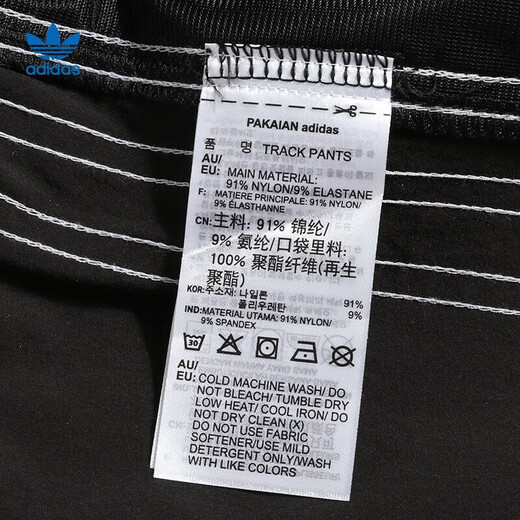 adidas
PAKAIAN adidas
품 명 TRACK PANTS
AU/
EU: MAIN MATERIAL:
91% NYLON/9% ELASTANE
F: MATIERE PRINCIPALE: 91% NYLON/
9% ÉLASTHANNE
CN: 主料: 91% 锦纶/
9% 氨纶/口袋里料:
100% 聚酯纤维(再生
聚酯)
KOR: 주소재: 나일론 91%
폴리우레탄 9%
IND: MATERIAL UTAMA: 91% NYLON/
9% SPANDEX
30
AU/
EU: COLD MACHINE WASH/ DO
NOT BLEACH/ TUMBLE DRY
LOW HEAT/ COOL IRON/ DO
NOT DRY CLEAN (X)
DO NOT USE FABRIC
SOFTENER/USE MILD
DETERGENT ONLY/WASH
WITH LIKE COLORS